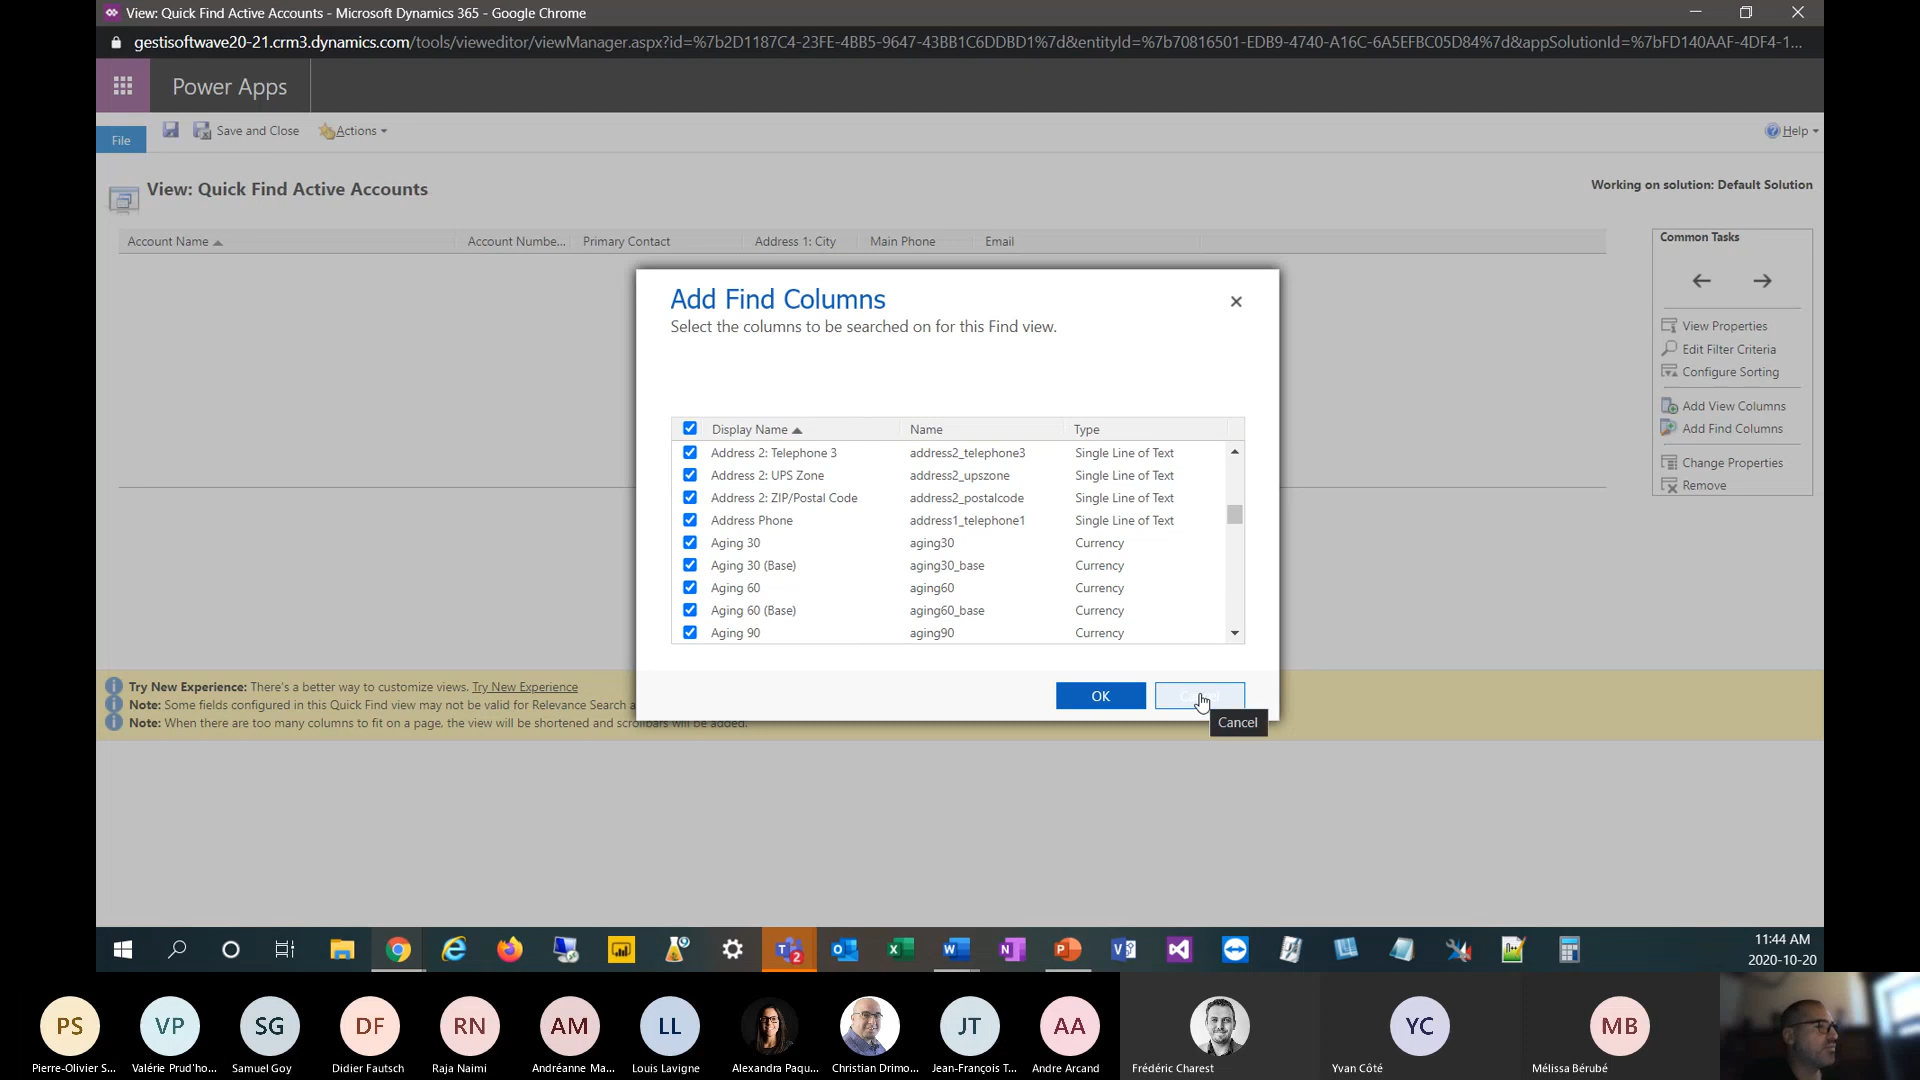 View: Quick Find Active Accounts - Microsoft Dynamics 365 - Google Chrome
gestisoftwave20-21.crm3.dynamics.com/tools/vieweditor/viewManager.aspx?id=%7b2D1187C4-23FE-4BB5-9647-43BB1C6DDBD1%7d&entityId=%7b70816501-EDB9-4740-A16C-6A5EFBC05D84%7d&appSolutionId=%7bFD140AAF-4DF4-1...
Power Apps
File
Save and Close
Actions
Help
View: Quick Find Active Accounts
Working on solution: Default Solution
Account Name
Account Numbe...
Primary Contact
Address 1: City
Main Phone
Email
Common Tasks
View Properties
Edit Filter Criteria
Configure Sorting
Add View Columns
Add Find Columns
Change Properties
Remove
Add Find Columns
Select the columns to be searched on for this Find view.
Display Name Name Type
Address 2: Telephone 3 address2_telephone3 Single Line of Text
Address 2: UPS Zone address2_upszone Single Line of Text
Address 2: ZIP/Postal Code address2_postalcode Single Line of Text
Address Phone address1_telephone1 Single Line of Text
Aging 30 aging30 Currency
Aging 30 (Base) aging30_base Currency
Aging 60 aging60 Currency
Aging 60 (Base) aging60_base Currency
Aging 90 aging90 Currency
OK
Cancel
Cancel
Try New Experience: There's a better way to customize views. Try New Experience
Note: Some fields configured in this Quick Find view may not be valid for Relevance Search a
Note: When there are too many columns to fit on a page, the view will be shortened and scrollbars will be added.
11:44 AM
2020-10-20
PS
VP
SG
DF
RN
AM
LL
JT
AA
YC
MB
Pierre-Olivier S...
Valérie Prud'ho...
Samuel Goy
Didier Fautsch
Raja Naimi
Andréanne Ma...
Louis Lavigne
Alexandra Paqu...
Christian Drimo...
Jean-François T...
Andre Arcand
Frédéric Charest
Yvan Côté
Mélissa Bérubé